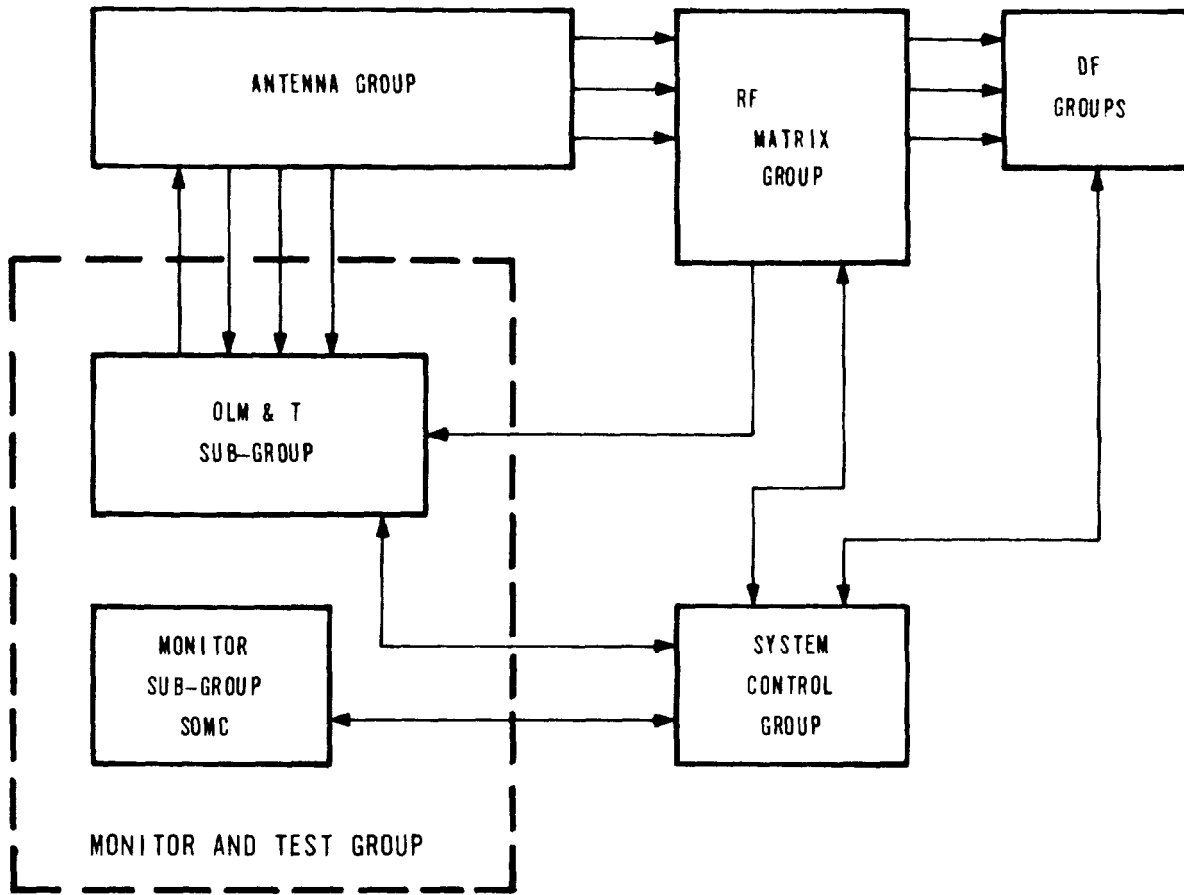 ANTENNA GROUP
RF
MATRIX
GROUP
DF
GROUPS
OLM & T
SUB-GROUP
MONITOR
SUB-GROUP
SOMC
SYSTEM
CONTROL
GROUP
MONITOR AND TEST GROUP